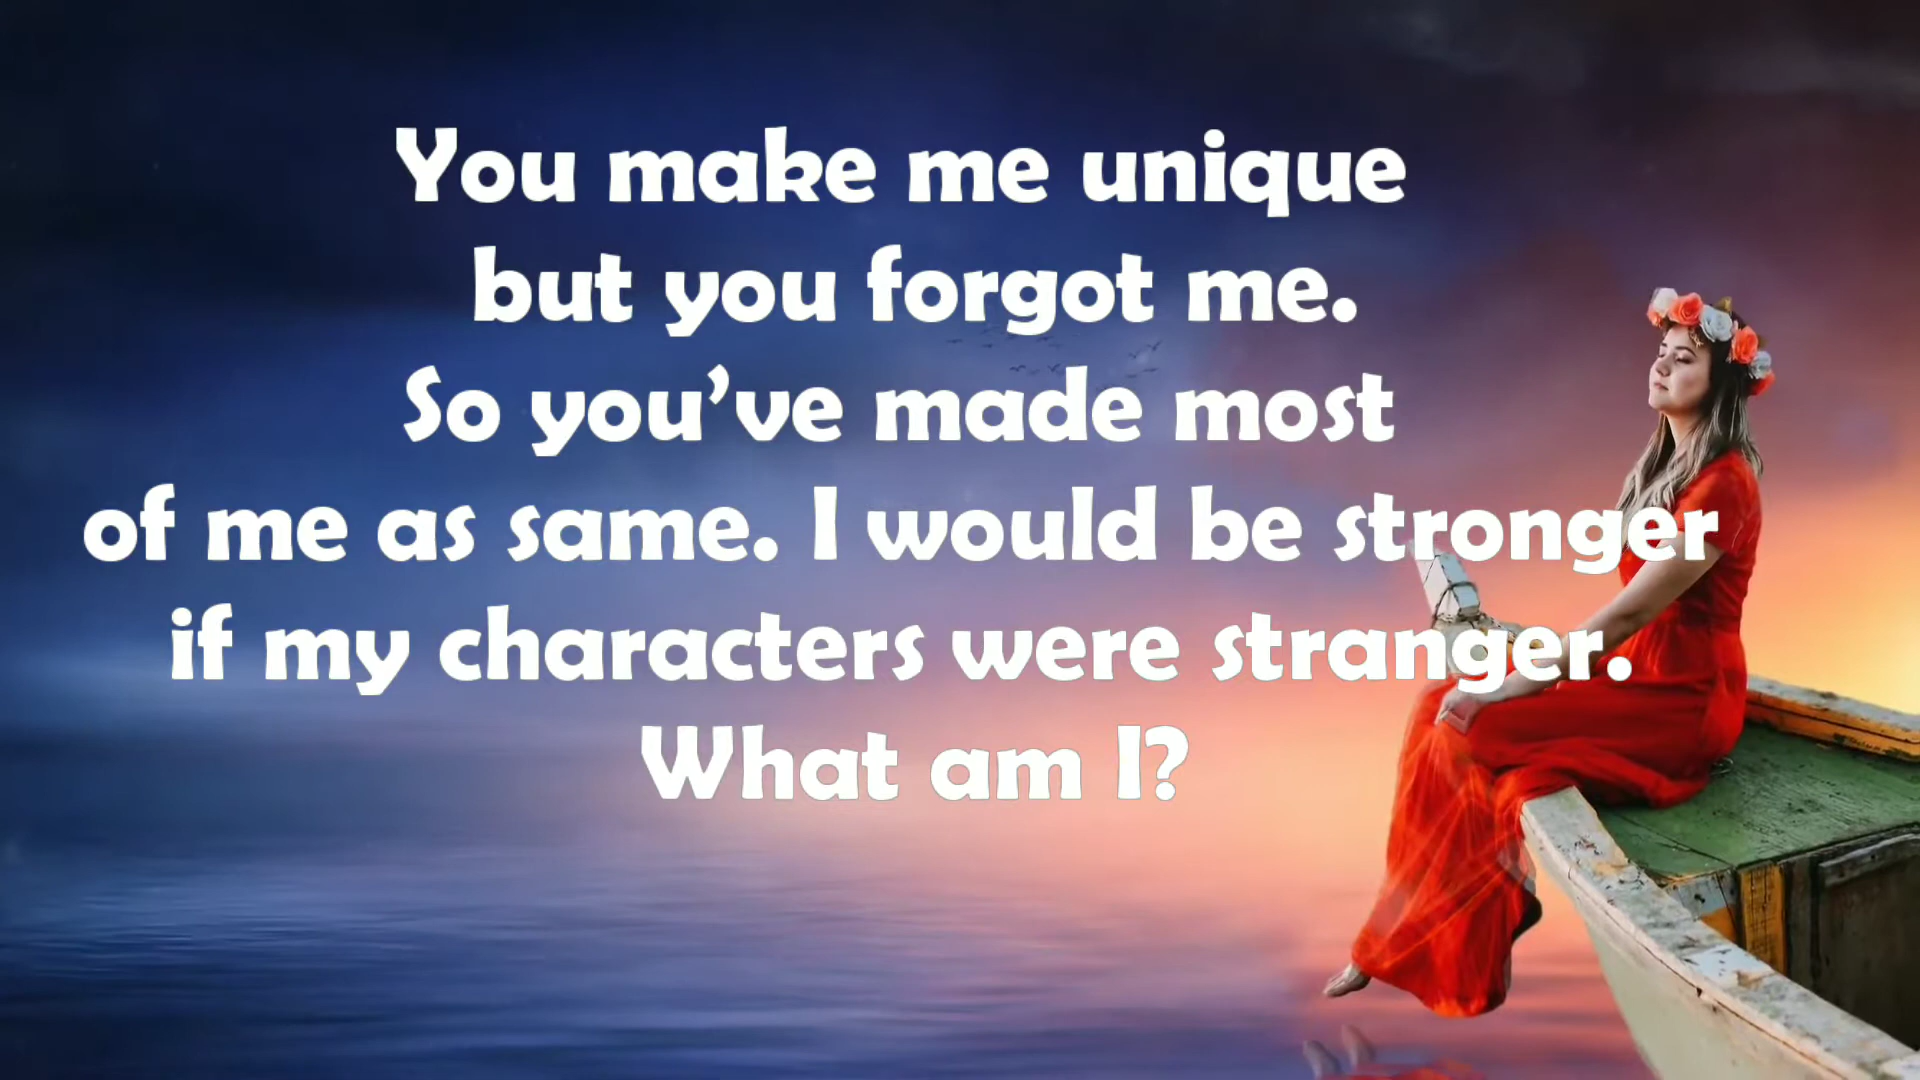 You make me unique
but you forgot me.
So you’ve made most
of me as same. I would be stronger
if my characters were stranger.
What am I?